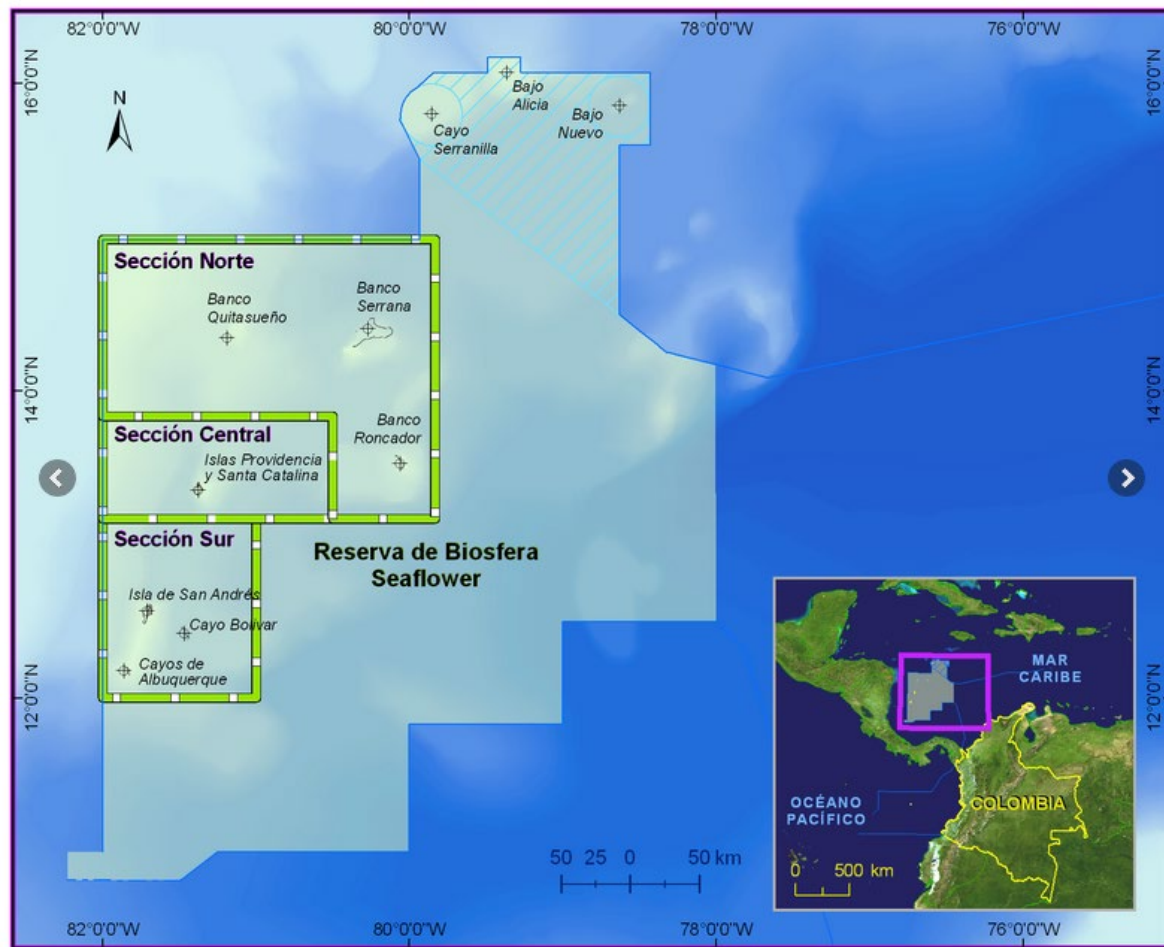 82°0'0"W
80°0'0"W
78°0'0"W
76°0'0"W
16°0'0"N
16°0'0"N
N
Bajo
Alicia
Bajo
Nuevo
Cayo
Serranilla
Sección Norte
Banco
Quitasueño
Banco
Serrana
14°0'0"N
14°0'0"N
Banco
Roncador
Sección Central
Islas Providencia
y Santa Catalina
Sección Sur
Reserva de Biosfera
Seaflower
Isla de San Andrés
Cayo Bolivar
Cayos de
Albuquerque
12°0'0"N
12°0'0"N
MAR
CARIBE
OCÉANO
PACÍFICO
COLOMBIA
0 500 km
50 25 0 50 km
82°0'0"W
80°0'0"W
78°0'0"W
76°0'0"W